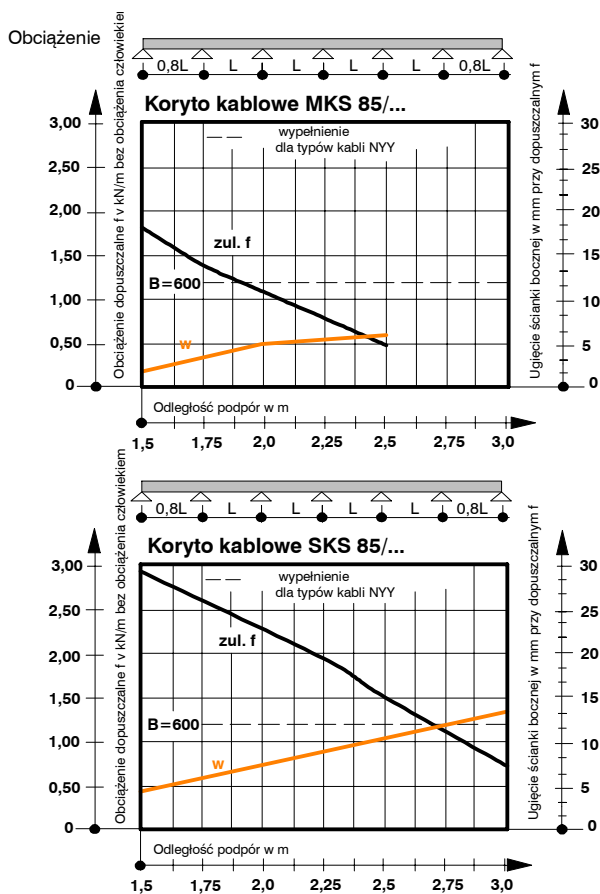 Obciążenie
0,8L L L L L 0,8L
Koryto kablowe MKS 85/...
Obciążenie dopuszczalne f v kN/m bez obciążenia człowiekiem
3,00
2,50
2,00
1,50
1,00
0,50
0
wypełnienie
dla typów kabli NYY
zul. f
B=600
w
30
25
20
15
10
5
0
Ugięcie ścianki bocznej w mm przy dopuszczalnym f
Odległość podpór w m
1,5 1,75 2,0 2,25 2,5 2,75 3,0
0,8L L L L L 0,8L
Koryto kablowe SKS 85/...
Obciążenie dopuszczalne f v kN/m bez obciążenia człowiekiem
3,00
2,50
2,00
1,50
1,00
0,50
0
wypełnienie
dla typów kabli NYY
zul. f
B=600
w
30
25
20
15
10
5
0
Ugięcie ścianki bocznej w mm przy dopuszczalnym f
Odległość podpór w m
1,5 1,75 2,0 2,25 2,5 2,75 3,0